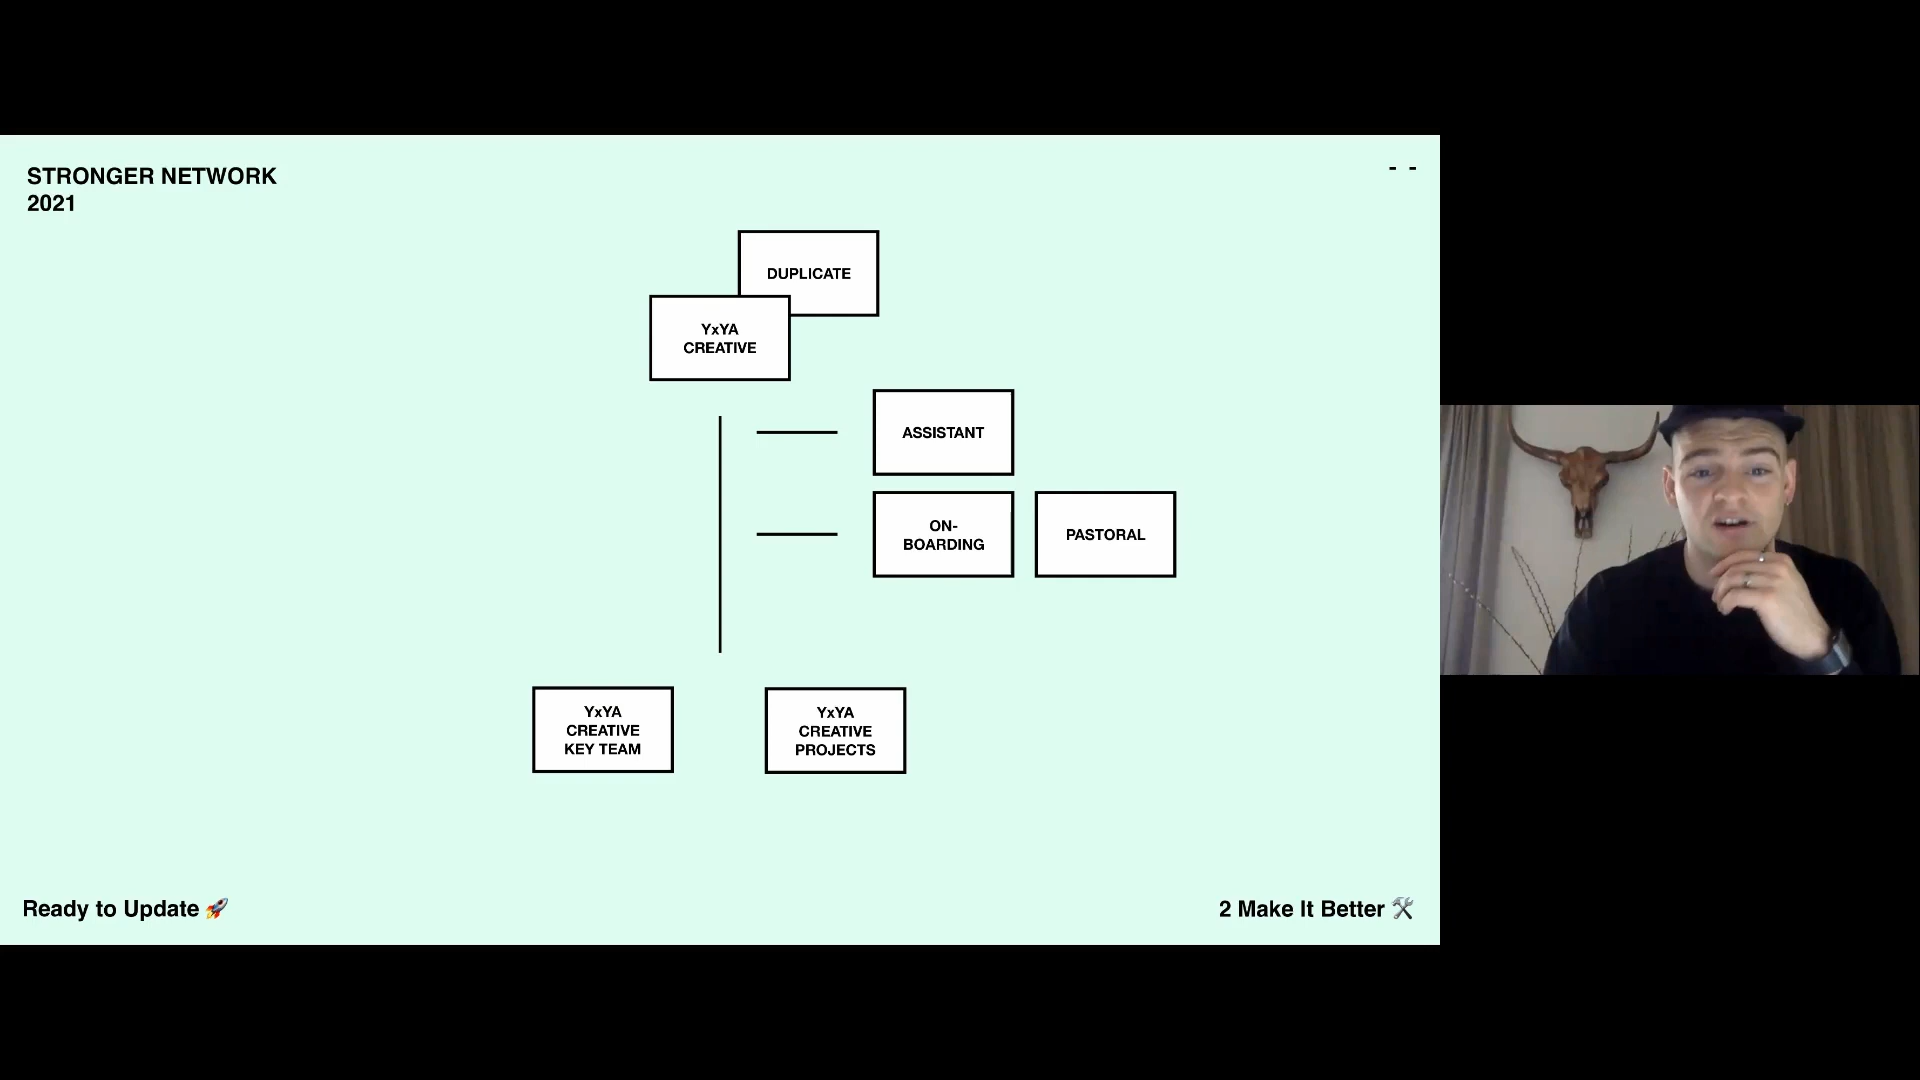 STRONGER NETWORK
2021
- -
DUPLICATE
YxYA
CREATIVE
ASSISTANT
ON-
BOARDING
PASTORAL
YxYA
CREATIVE
KEY TEAM
YxYA
CREATIVE
PROJECTS
Ready to Update 🚀
2 Make It Better 🛠️